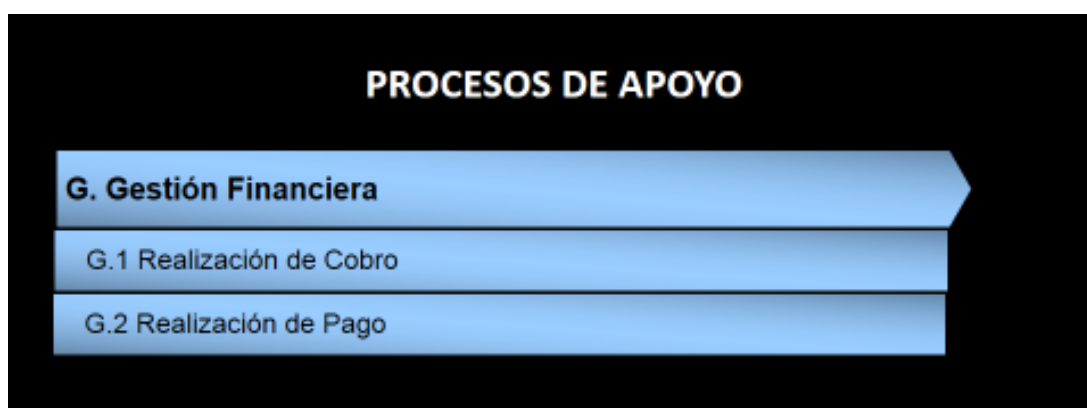 PROCESOS DE APOYO
G. Gestión Financiera
G.1 Realización de Cobro
G.2 Realización de Pago